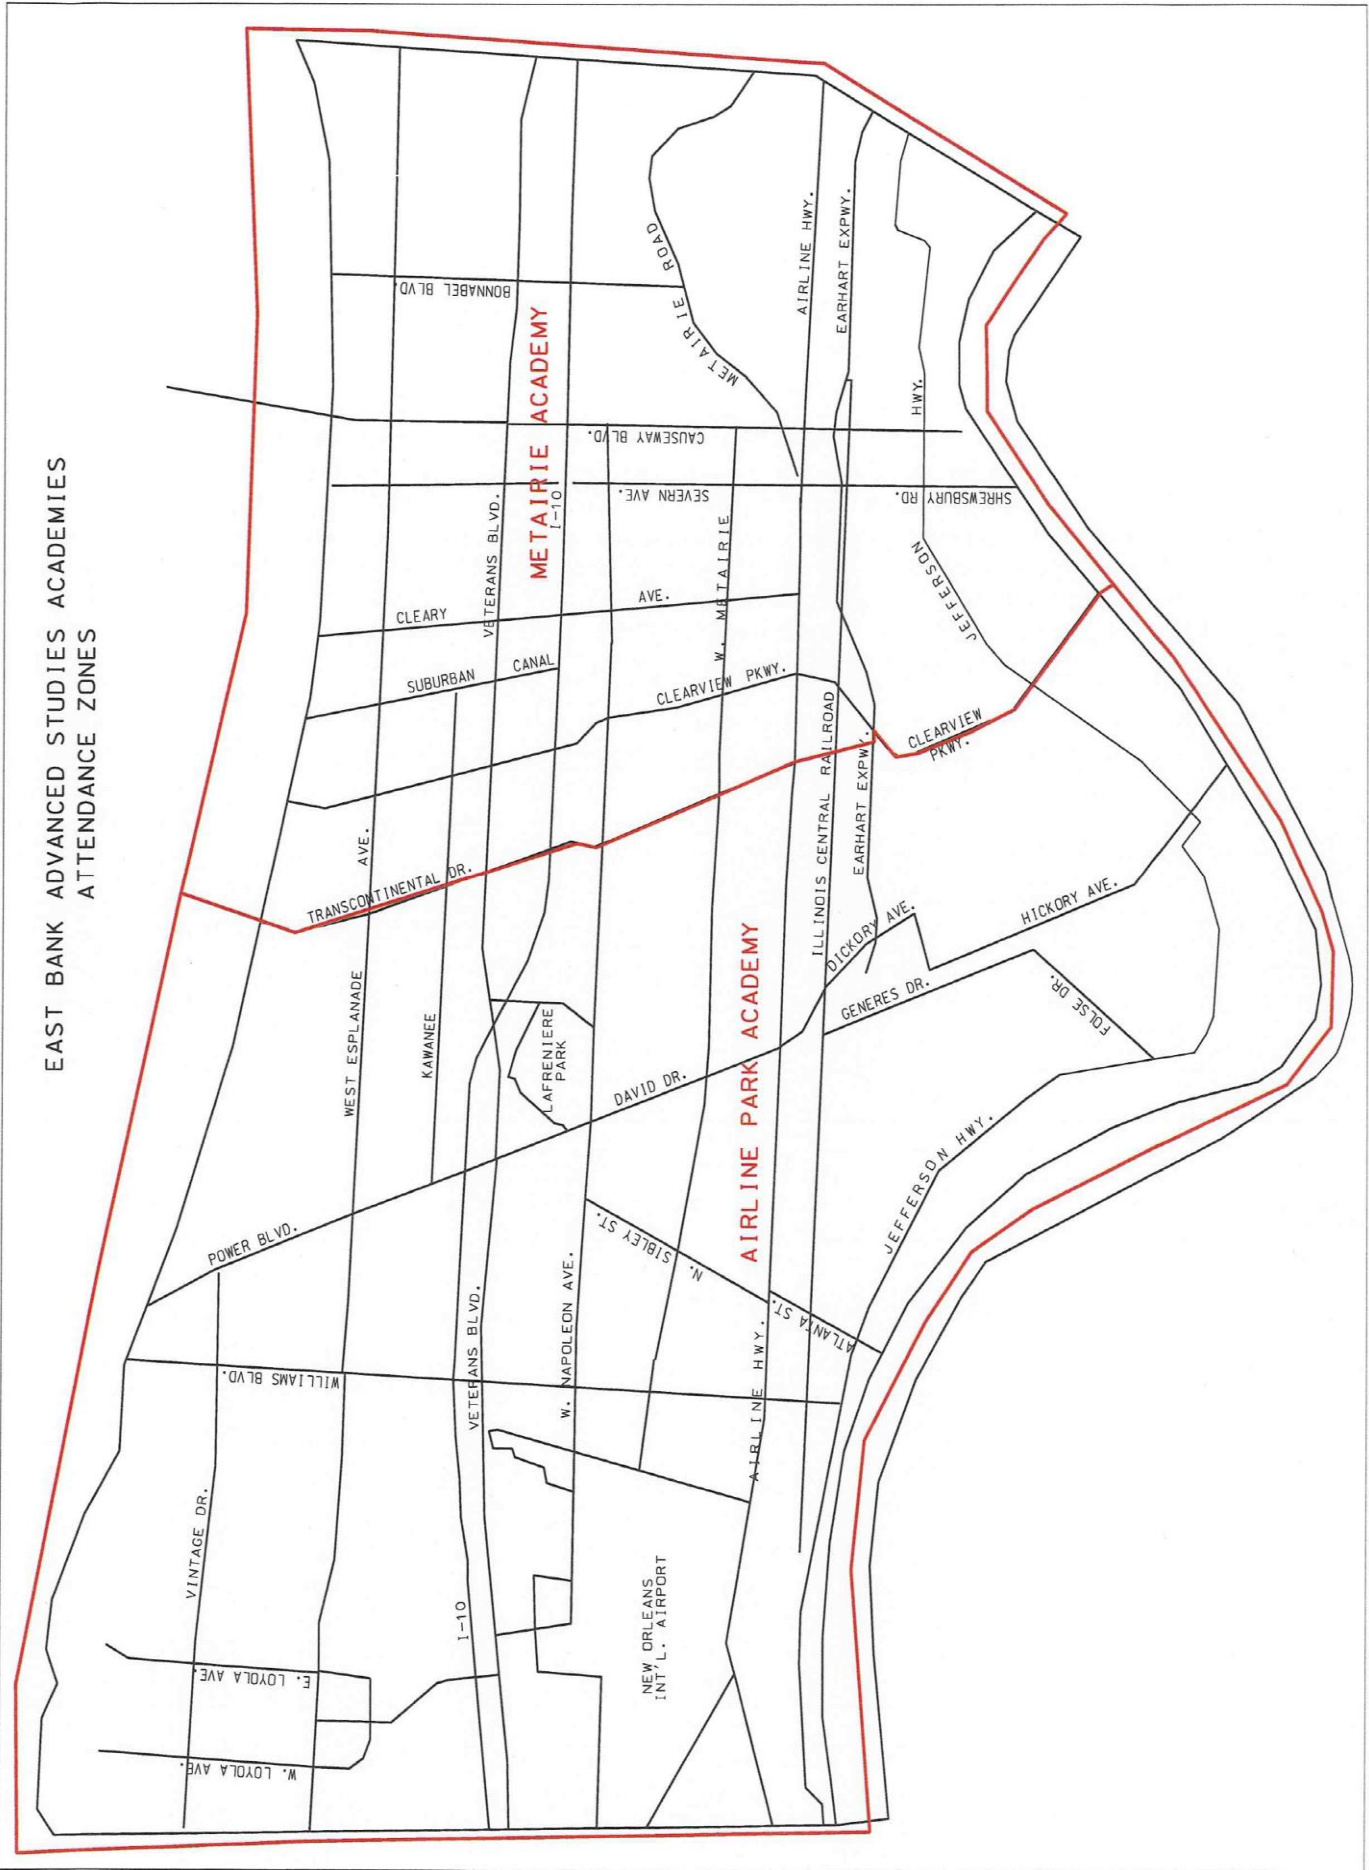 EAST BANK ADVANCED STUDIES ACADEMIES
ATTENDANCE ZONES
W. LOYOLA AVE.
E. LOYOLA AVE.
VINTAGE DR.
WILLIAMS BLVD.
POWER BLVD.
WEST ESPLANADE
AVE.
KAWANEE
TRANSCONTINENTAL DR.
SUBURBAN
CANAL
CLEARY
AVE.
BONNABEL BLVD.
I-10
VETERANS BLVD.
VETERANS BLVD.
I-10
METAIRIE ACADEMY
LAFRENIERE
PARK
W. NAPOLEON AVE.
DAVID DR.
N. SIBLEY ST.
CLEARVIEW PKWY.
SEVERN AVE.
CAUSEWAY BLVD.
METAIRIE ROAD
W. METAIRIE
NEW ORLEANS
INT'L. AIRPORT
AIRLINE PARK ACADEMY
AIRLINE HWY.
AIRLINE HWY.
ATLANTA ST.
ILLINOIS CENTRAL RAILROAD
EARHART EXPWY.
EARHART EXPWY.
DICKORY AVE.
GENERES DR.
CLEARVIEW
PKWY.
HICKORY AVE.
FOLSE DR.
JEFFERSON HWY.
JEFFERSON
HWY.
SHREWSBURY RD.